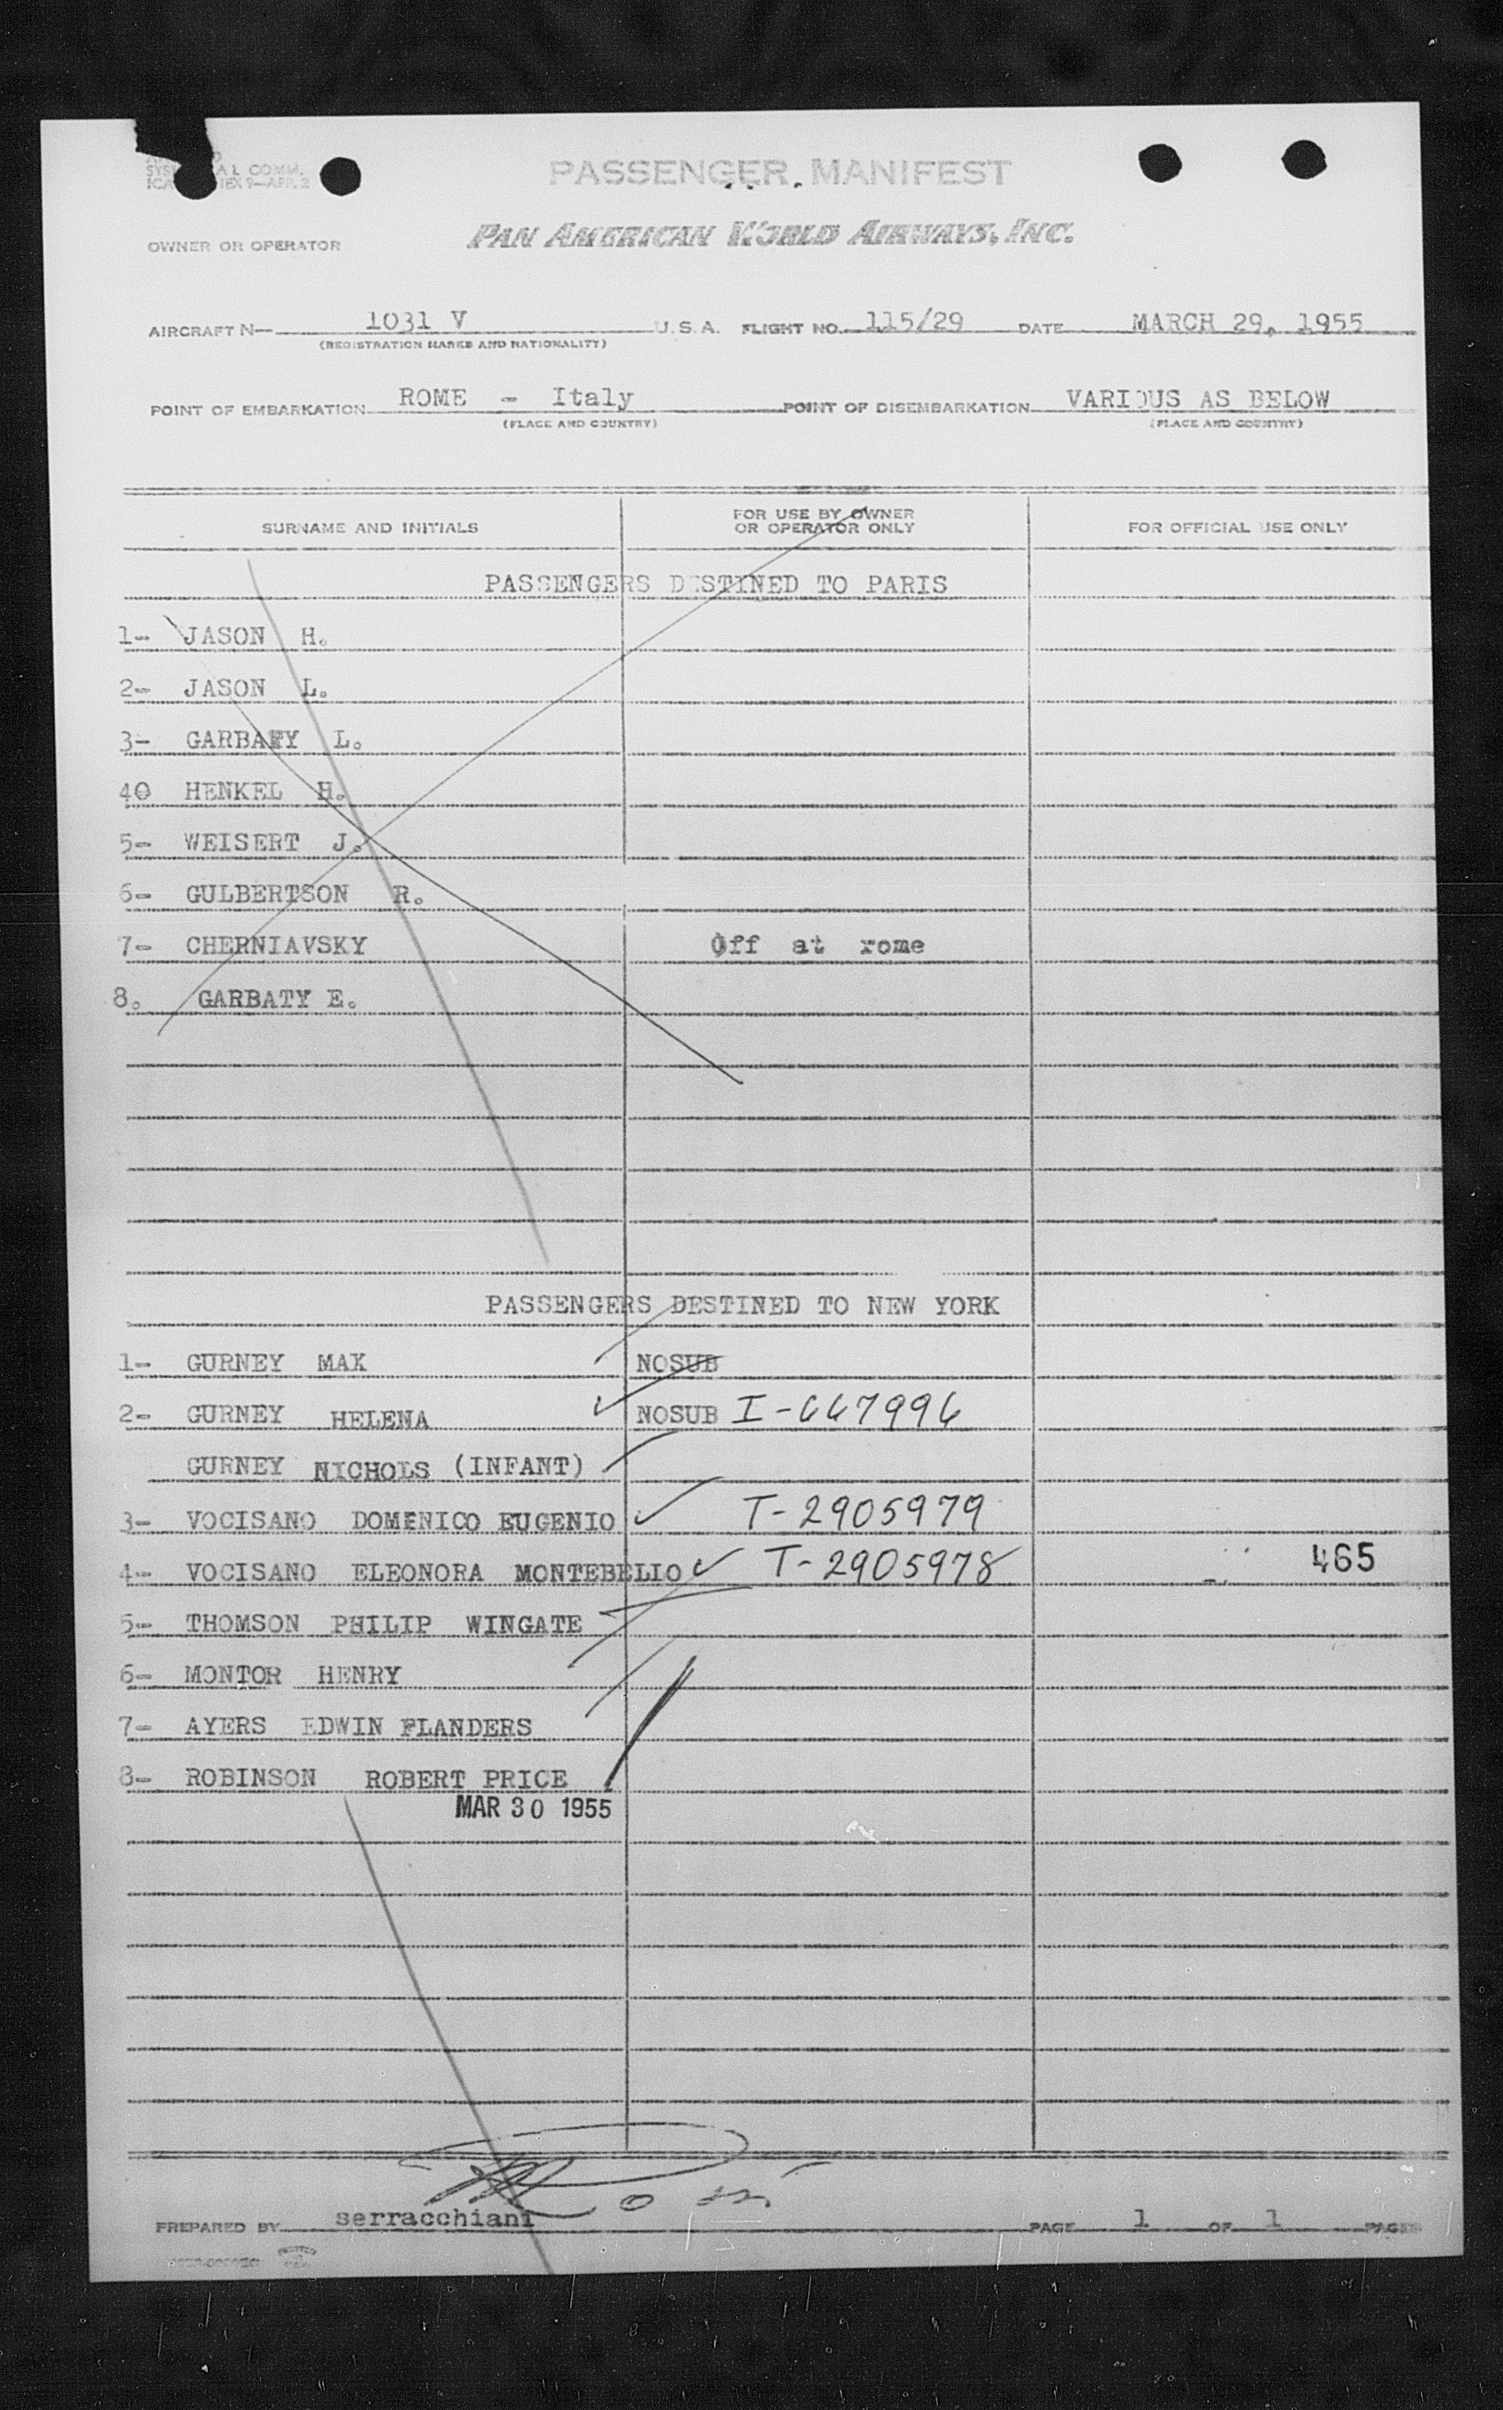 PASSENGER MANIFEST
OWNER OR OPERATOR PAN AMERICAN WORLD AIRWAYS, INC.
AIRCRAFT N— 1031 V U. S. A. FLIGHT NO. 115/29 DATE MARCH 29, 1955
(REGISTRATION MARKS AND NATIONALITY)
POINT OF EMBARKATION ROME - Italy POINT OF DISEMBARKATION VARIOUS AS BELOW
(PLACE AND COUNTRY) (PLACE AND COUNTRY)
SURNAME AND INITIALS FOR USE BY OWNER OR OPERATOR ONLY FOR OFFICIAL USE ONLY
PASSENGERS DESTINED TO PARIS
1- JASON H.
2- JASON L.
3- L.
40 HENKEL H.
5- WEISERT J.
6- GULBERTSON R.
7- CHERNIAVSKY Off at rome
8. GARBATY E.
PASSENGERS DESTINED TO NEW YORK
1- GURNEY MAX NOSUB
2- GURNEY HELENA NOSUB I-667996
GURNEY NICHOLS (INFANT)
3- VOCISANO DOMENICO EUGENIO T-2905979
4- VOCISANO ELEONORA MONTEBELIO T-2905978 465
5- THOMSON PHILIP WINGATE
6- MONTOR HENRY
7- AYERS EDWIN FLANDERS
8- ROBINSON ROBERT PRICE
MAR 30 1955
PREPARED BY serracchiani PAGE 1 OF 1 PAGES